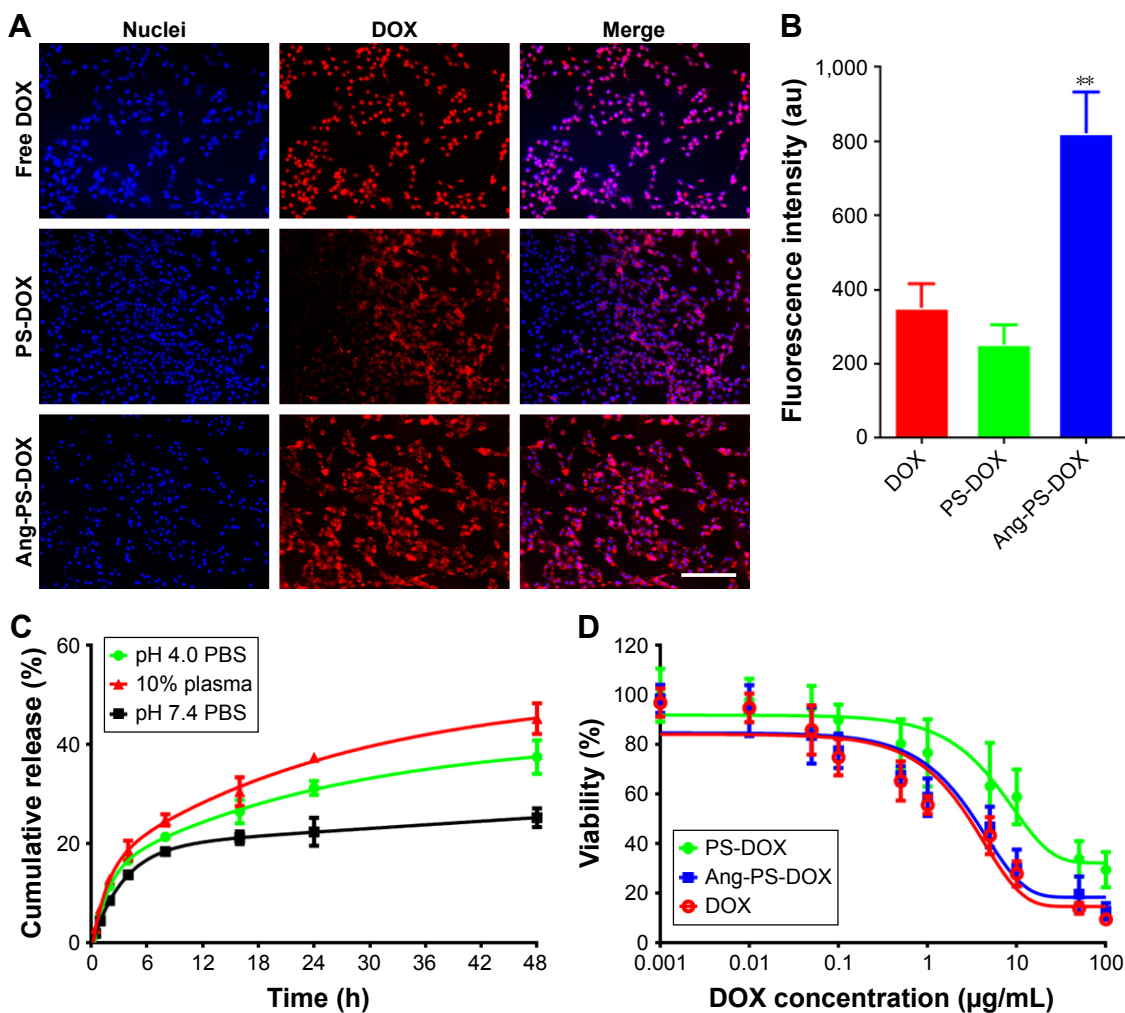 A
Nuclei
DOX
Merge
Free DOX
PS-DOX
Ang-PS-DOX
B
Fluorescence intensity (au)
1,000
800
600
400
200
0
**
DOX
PS-DOX
Ang-PS-DOX
C
Cumulative release (%)
60
40
20
0
pH 4.0 PBS
10% plasma
pH 7.4 PBS
0 6 12 18 24 30 36 42 48
Time (h)
D
Viability (%)
120
100
80
60
40
20
0
PS-DOX
Ang-PS-DOX
DOX
0.001 0.01 0.1 1 10 100
DOX concentration (µg/mL)